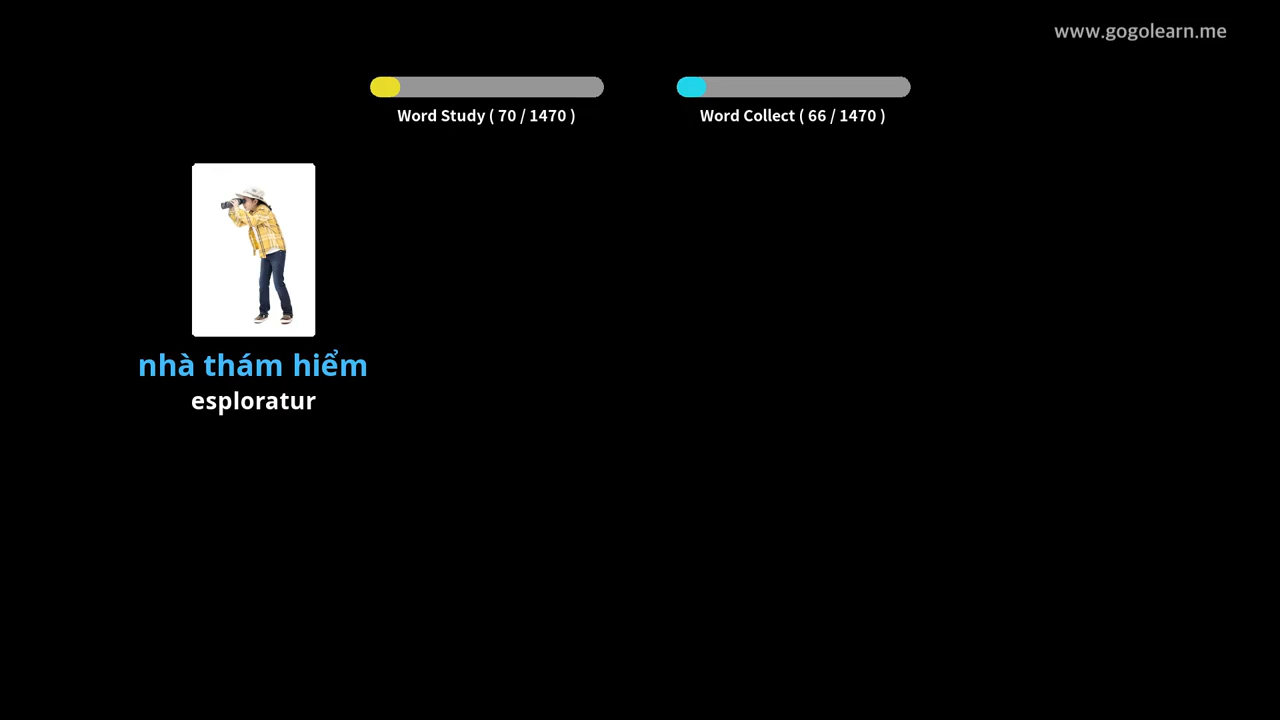 www.gogolearn.me
Word Study ( 70 / 1470 )
Word Collect ( 66 / 1470 )
nhà thám hiểm
esploratur